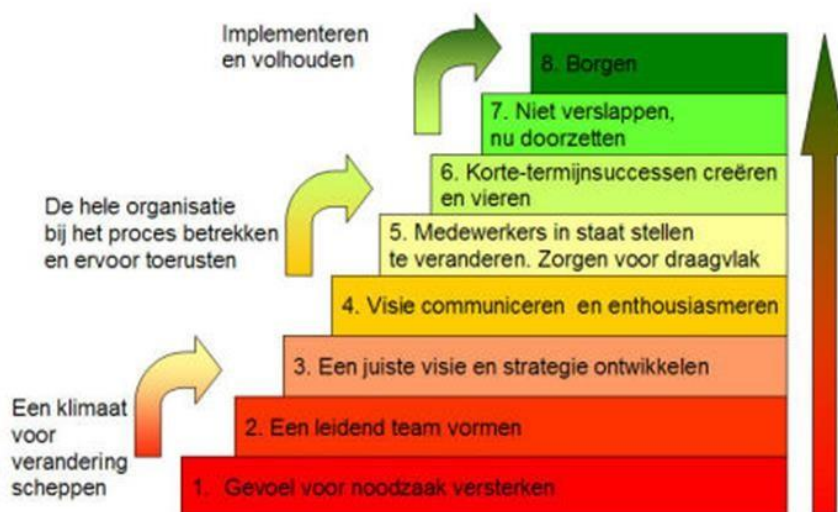 Implementeren
en volhouden
8. Borgen
7. Niet verslappen,
nu doorzetten
6. Korte-termijnsuccessen creëren
en vieren
De hele organisatie
bij het proces betrekken
en ervoor toerusten
5. Medewerkers in staat stellen
te veranderen. Zorgen voor draagvlak
4. Visie communiceren en enthousiasmeren
3. Een juiste visie en strategie ontwikkelen
Een klimaat
voor
verandering
scheppen
2. Een leidend team vormen
1. Gevoel voor noodzaak versterken